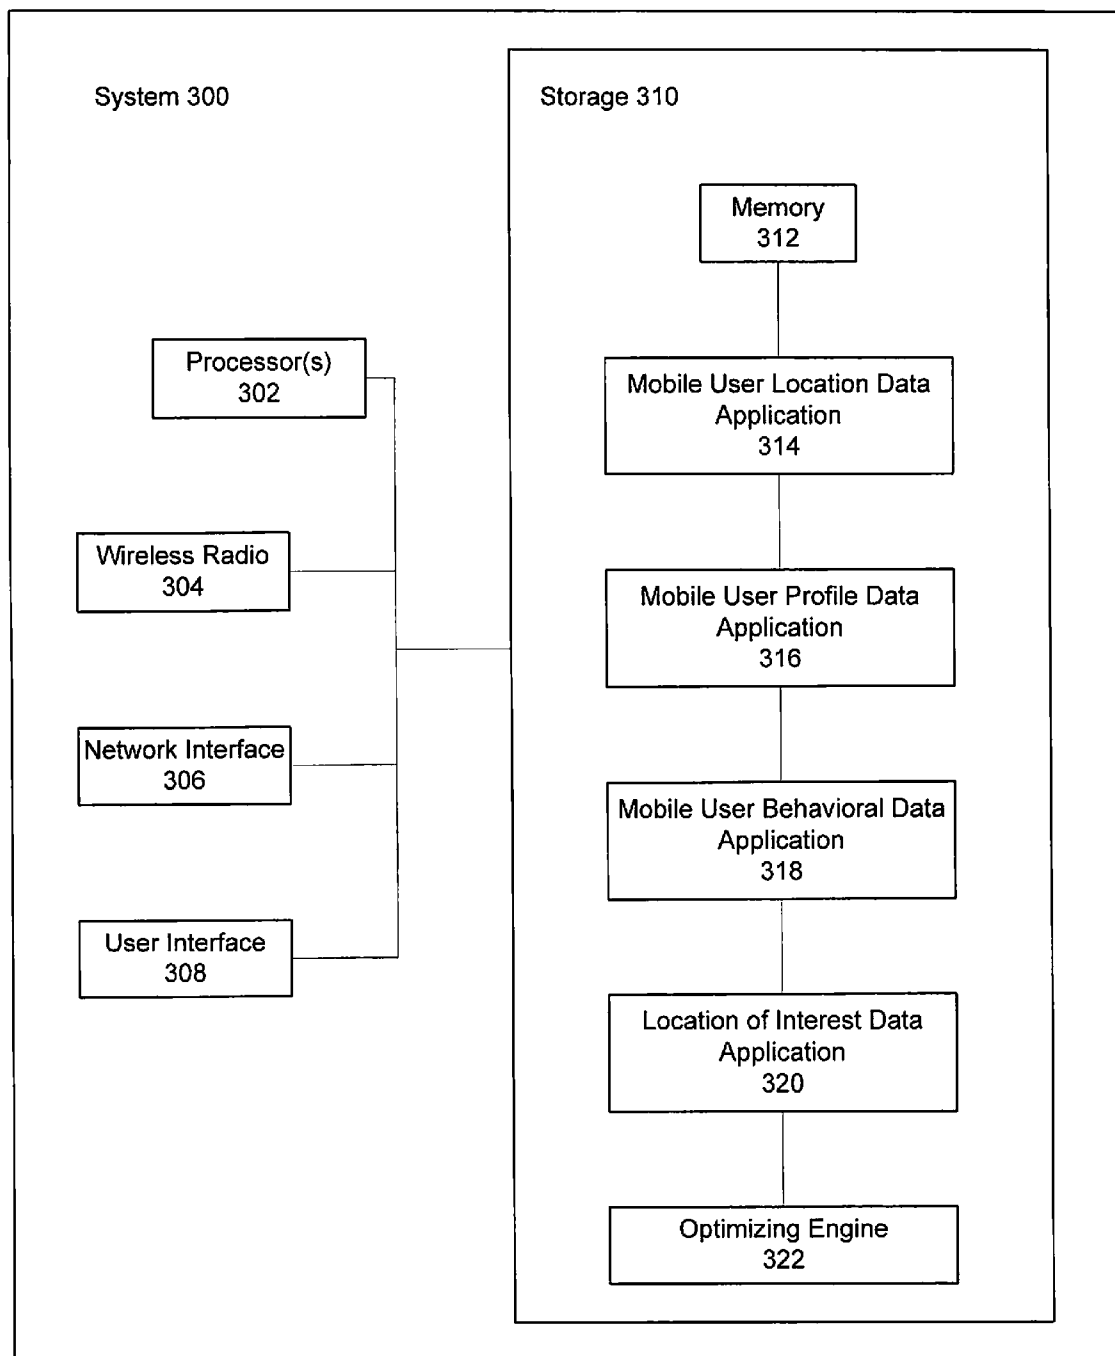 System 300
Storage 310
Memory
312
Processor(s)
302
Mobile User Location Data
Application
314
Wireless Radio
304
Mobile User Profile Data
Application
316
Network Interface
306
Mobile User Behavioral Data
Application
318
User Interface
308
Location of Interest Data
Application
320
Optimizing Engine
322